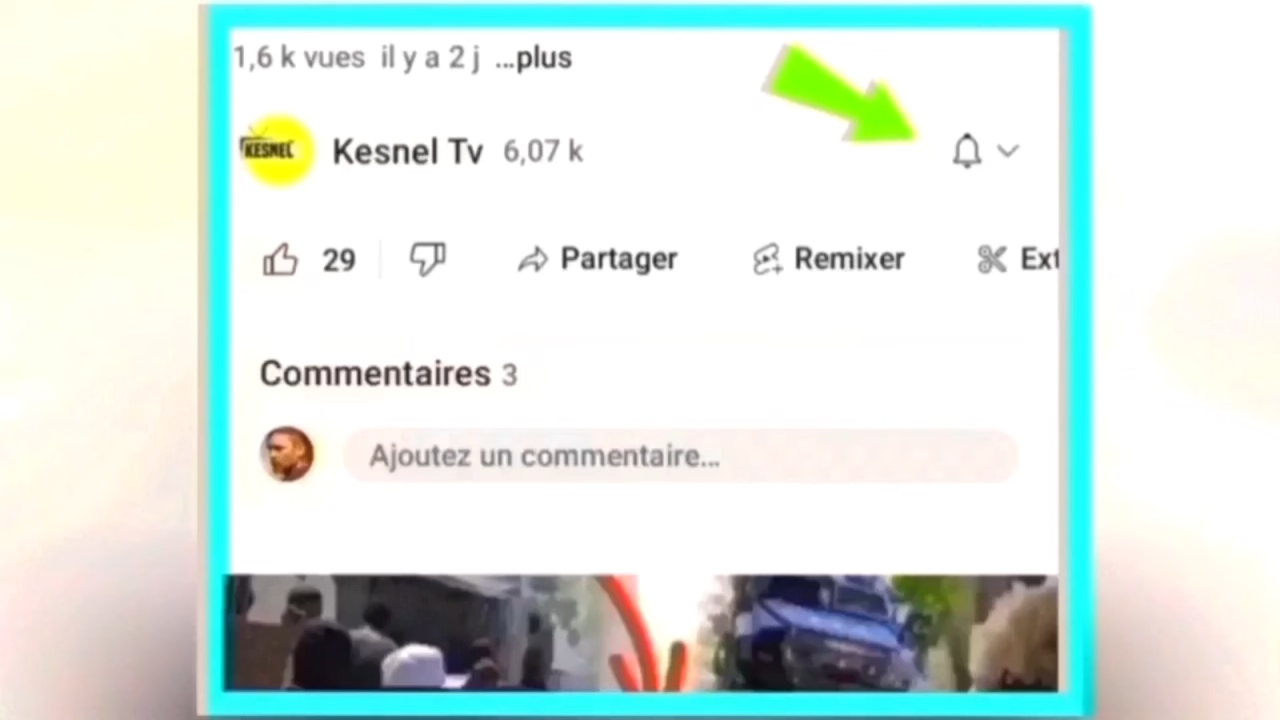 1,6 k vues il y a 2 j ...plus
KESNEL
Kesnel Tv 6,07 k
29 Partager Remixer Ext
Commentaires 3
Ajoutez un commentaire...